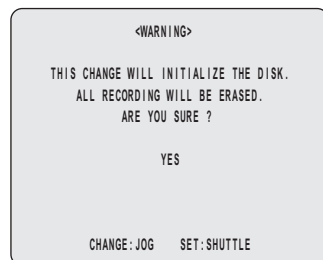 <WARNING>
THIS CHANGE WILL INITIALIZE THE DISK.
ALL RECORDING WILL BE ERASED.
ARE YOU SURE ?
YES
CHANGE:JOG SET:SHUTTLE